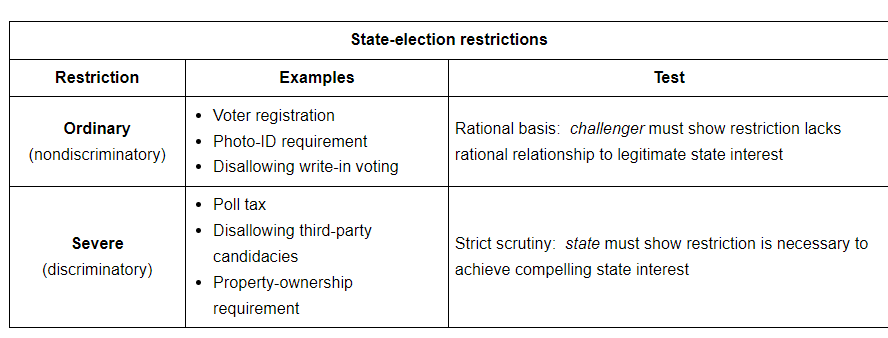 State-election restrictions
Restriction
Examples
Test
Ordinary
(nondiscriminatory)
• Voter registration
• Photo-ID requirement
• Disallowing write-in voting
Rational basis: challenger must show restriction lacks
rational relationship to legitimate state interest
Severe
(discriminatory)
• Poll tax
• Disallowing third-party
candidacies
• Property-ownership
requirement
Strict scrutiny: state must show restriction is necessary to
achieve compelling state interest